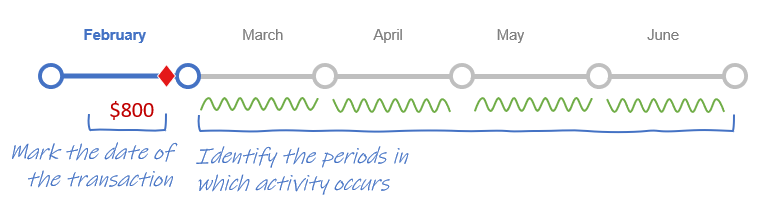 February March April May June
$800
Mark the date of
the transaction
Identify the periods in
which activity occurs